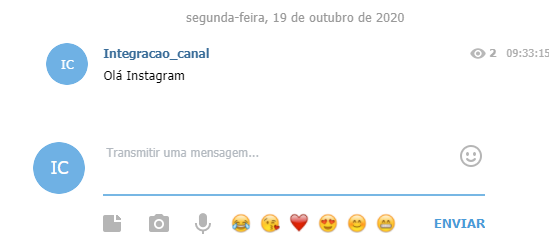 segunda-feira, 19 de outubro de 2020
IC
Integracao_canal
2 09:33:15
Olá Instagram
IC
Transmitir uma mensagem...
ENVIAR